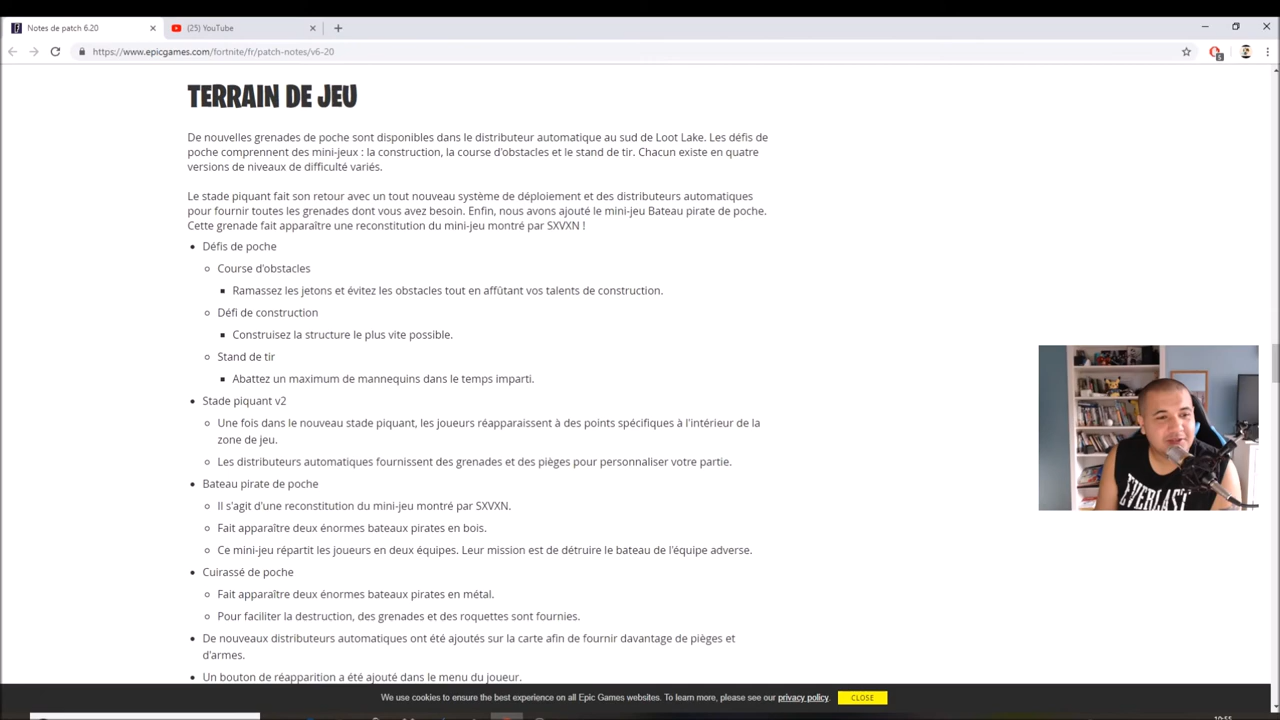 Notes de patch 6.20
(25) YouTube
https://www.epicgames.com/fortnite/fr/patch-notes/v6-20
TERRAIN DE JEU
De nouvelles grenades de poche sont disponibles dans le distributeur automatique au sud de Loot Lake. Les défis de
poche comprennent des mini-jeux : la construction, la course d'obstacles et le stand de tir. Chacun existe en quatre
versions de niveaux de difficulté variés.
Le stade piquant fait son retour avec un tout nouveau système de déploiement et des distributeurs automatiques
pour fournir toutes les grenades dont vous avez besoin. Enfin, nous avons ajouté le mini-jeu Bateau pirate de poche.
Cette grenade fait apparaître une reconstitution du mini-jeu montré par SXVXN !
Défis de poche
Course d'obstacles
Ramassez les jetons et évitez les obstacles tout en affûtant vos talents de construction.
Défi de construction
Construisez la structure le plus vite possible.
Stand de tir
Abattez un maximum de mannequins dans le temps imparti.
Stade piquant v2
Une fois dans le nouveau stade piquant, les joueurs réapparaissent à des points spécifiques à l'intérieur de la
zone de jeu.
Les distributeurs automatiques fournissent des grenades et des pièges pour personnaliser votre partie.
Bateau pirate de poche
Il s'agit d'une reconstitution du mini-jeu montré par SXVXN.
Fait apparaître deux énormes bateaux pirates en bois.
Ce mini-jeu répartit les joueurs en deux équipes. Leur mission est de détruire le bateau de l'équipe adverse.
Cuirassé de poche
Fait apparaître deux énormes bateaux pirates en métal.
Pour faciliter la destruction, des grenades et des roquettes sont fournies.
De nouveaux distributeurs automatiques ont été ajoutés sur la carte afin de fournir davantage de pièges et
d'armes.
Un bouton de réapparition a été ajouté dans le menu du joueur.
EVERLAST
We use cookies to ensure the best experience on all Epic Games websites. To learn more, please see our privacy policy.
CLOSE